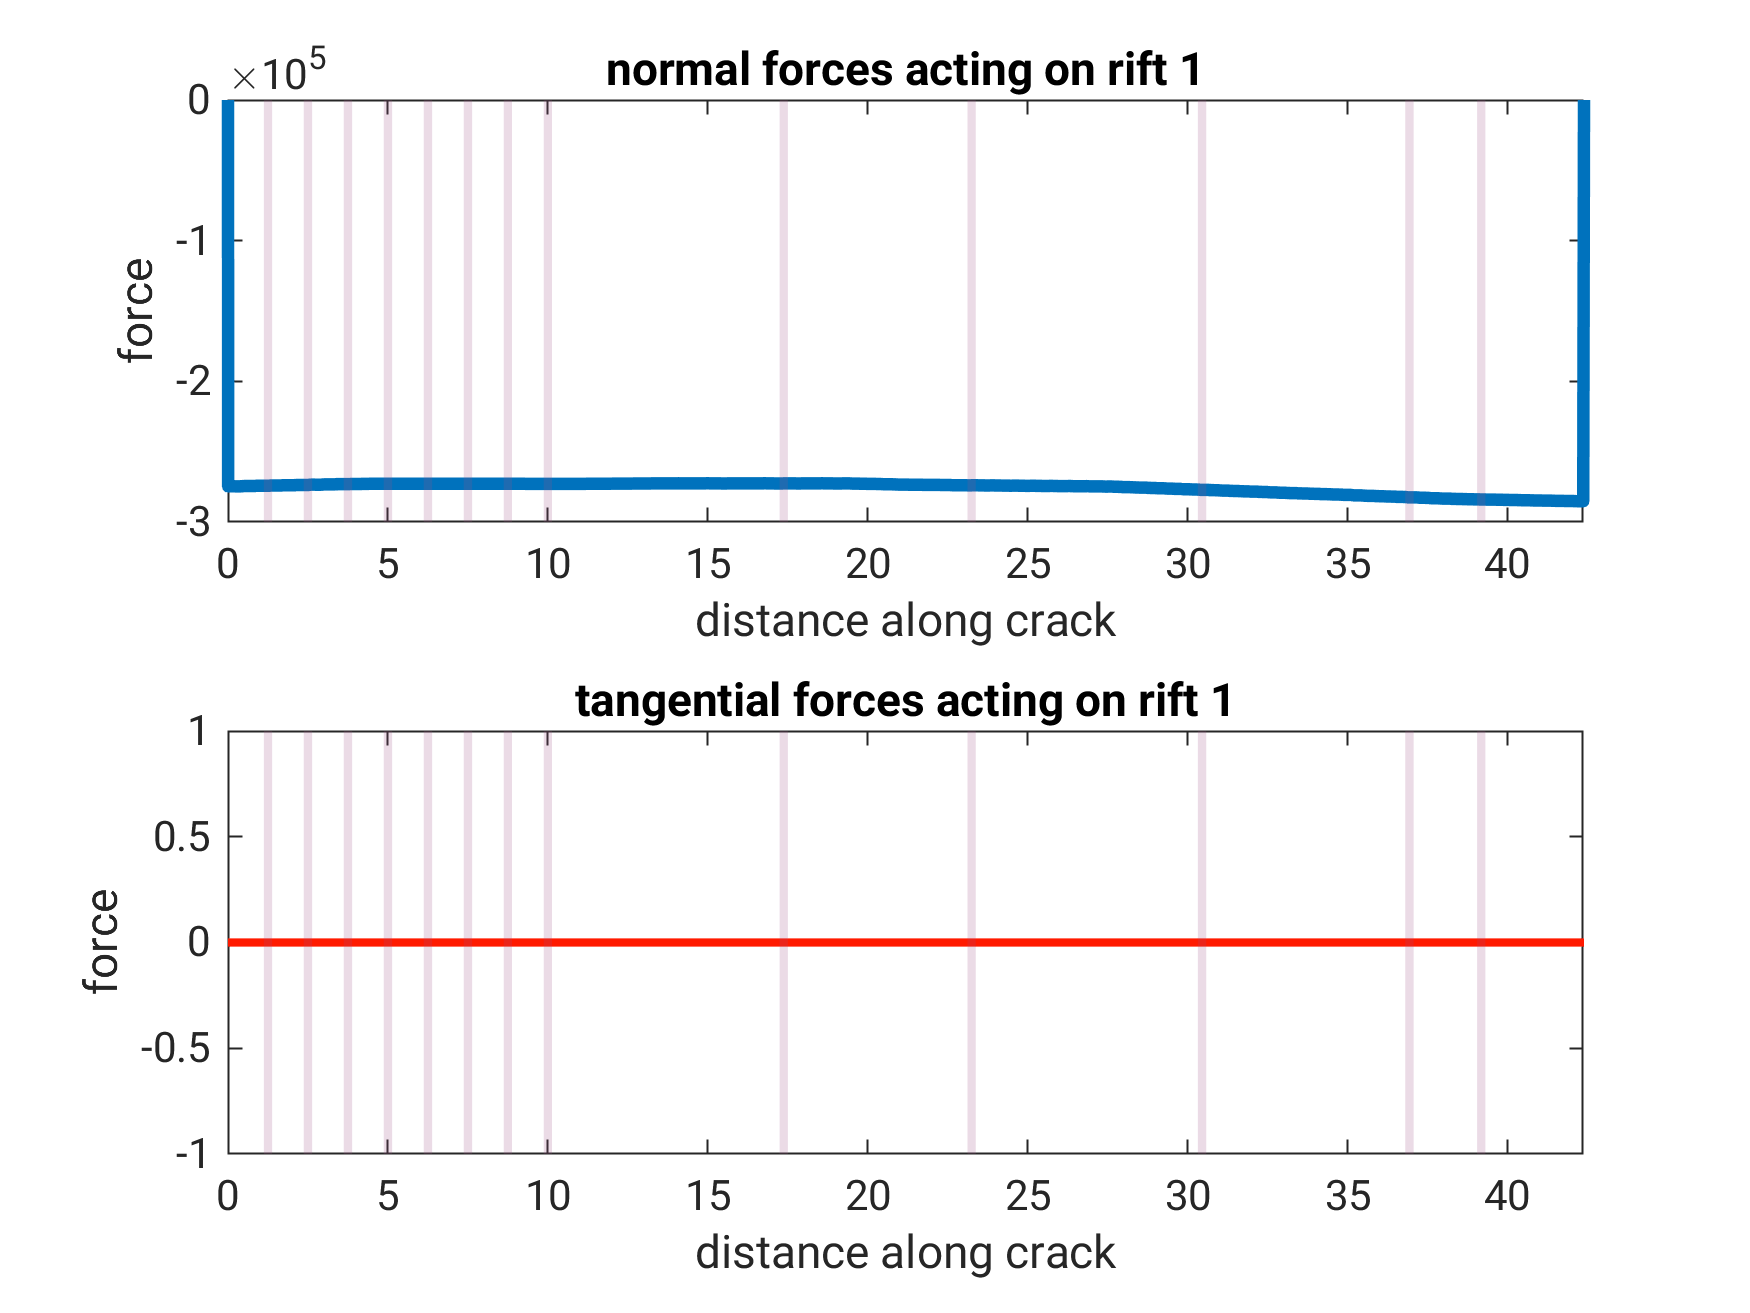 ×10⁵
normal forces acting on rift 1
0
-1
-2
-3
force
0 5 10 15 20 25 30 35 40
distance along crack
tangential forces acting on rift 1
1
0.5
0
-0.5
-1
force
0 5 10 15 20 25 30 35 40
distance along crack